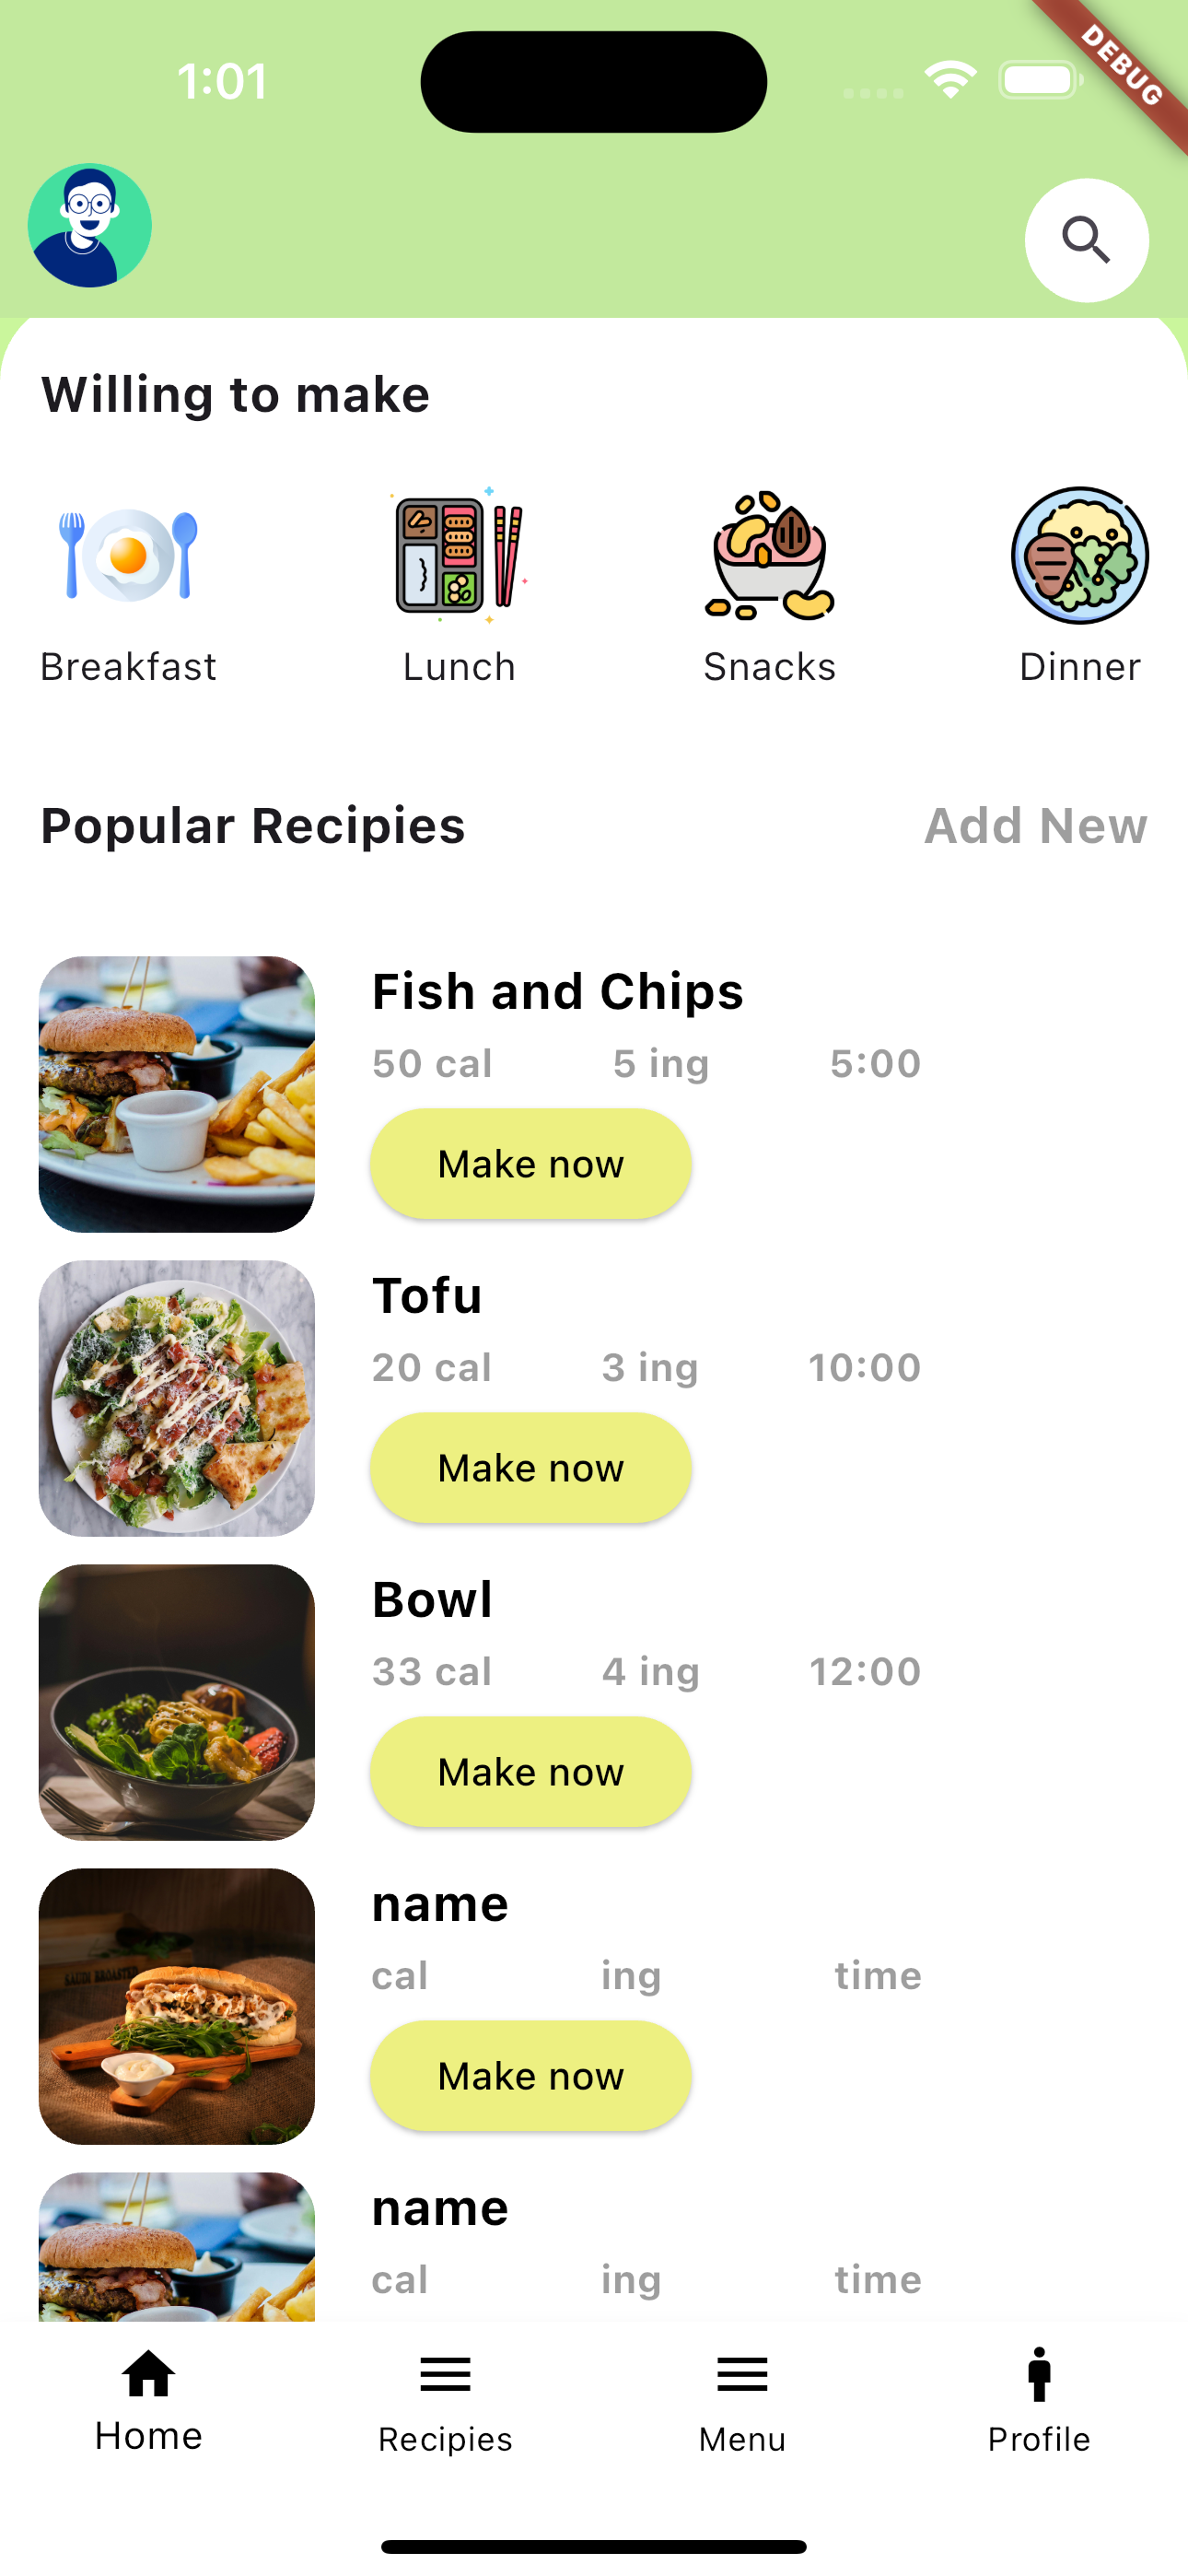 1:01
DEBUG
Willing to make
Breakfast Lunch Snacks Dinner
Popular Recipies Add New
Fish and Chips
50 cal 5 ing 5:00
Make now
Tofu
20 cal 3 ing 10:00
Make now
Bowl
33 cal 4 ing 12:00
Make now
name
cal ing time
SAUDI BROASTED
Make now
name
cal ing time
Home Recipies Menu Profile